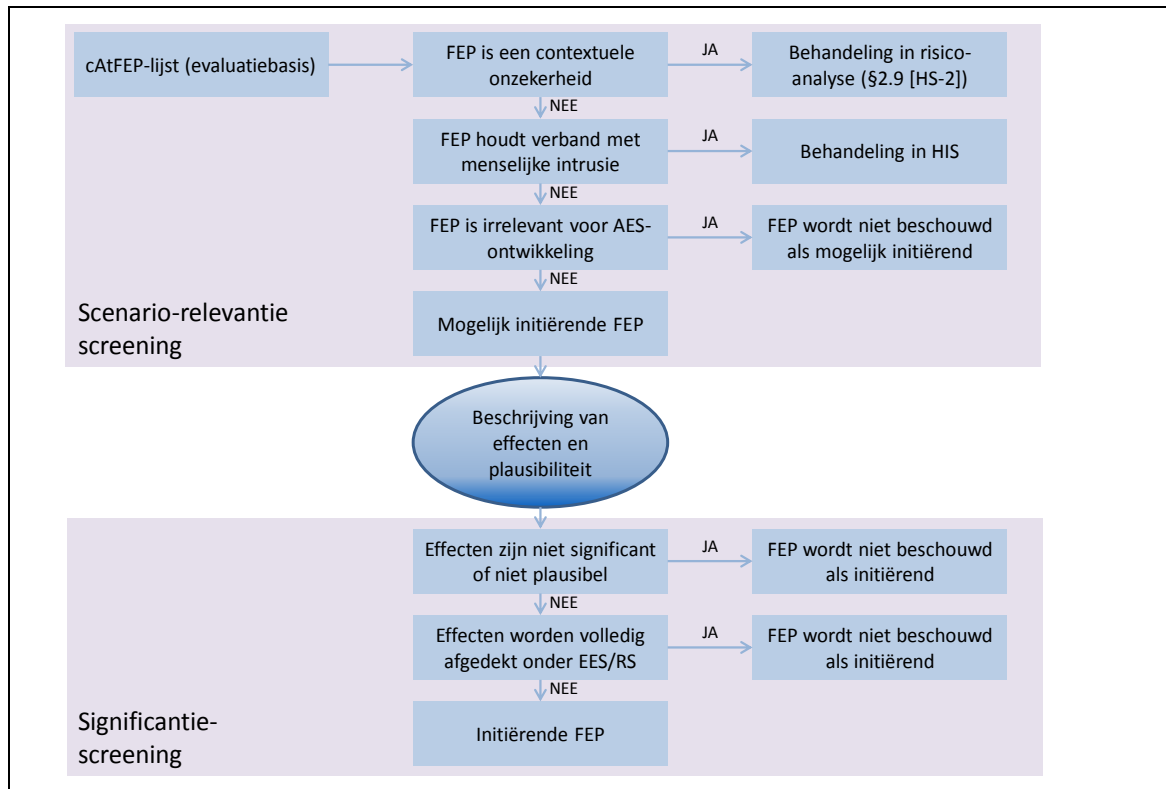 cAtFEP-lijst (evaluatiebasis)
FEP is een contextuele
onzekerheid
JA
Behandeling in risico-
analyse (§2.9 [HS-2])
NEE
FEP houdt verband met
menselijke intrusie
JA
Behandeling in HIS
NEE
FEP is irrelevant voor AES-
ontwikkeling
JA
FEP wordt niet beschouwd
als mogelijk initiërend
NEE
Mogelijk initiërende FEP
Scenario-relevantie
screening
Beschrijving van
effecten en
plausibiliteit
Effecten zijn niet significant
of niet plausibel
JA
FEP wordt niet beschouwd
als initiërend
NEE
Effecten worden volledig
afgedekt onder EES/RS
JA
FEP wordt niet beschouwd
als initiërend
NEE
Initiërende FEP
Significantie-
screening